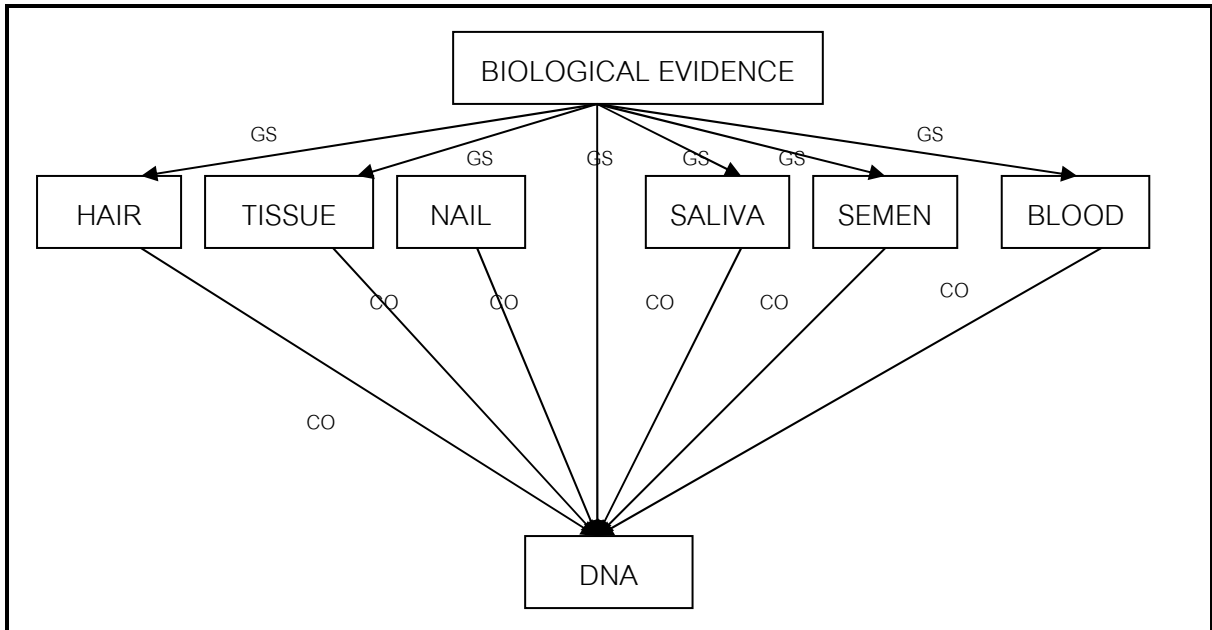 BIOLOGICAL EVIDENCE
GS
GS
GS
GS
GS
GS
HAIR
TISSUE
NAIL
SALIVA
SEMEN
BLOOD
CO
CO
CO
CO
CO
CO
DNA